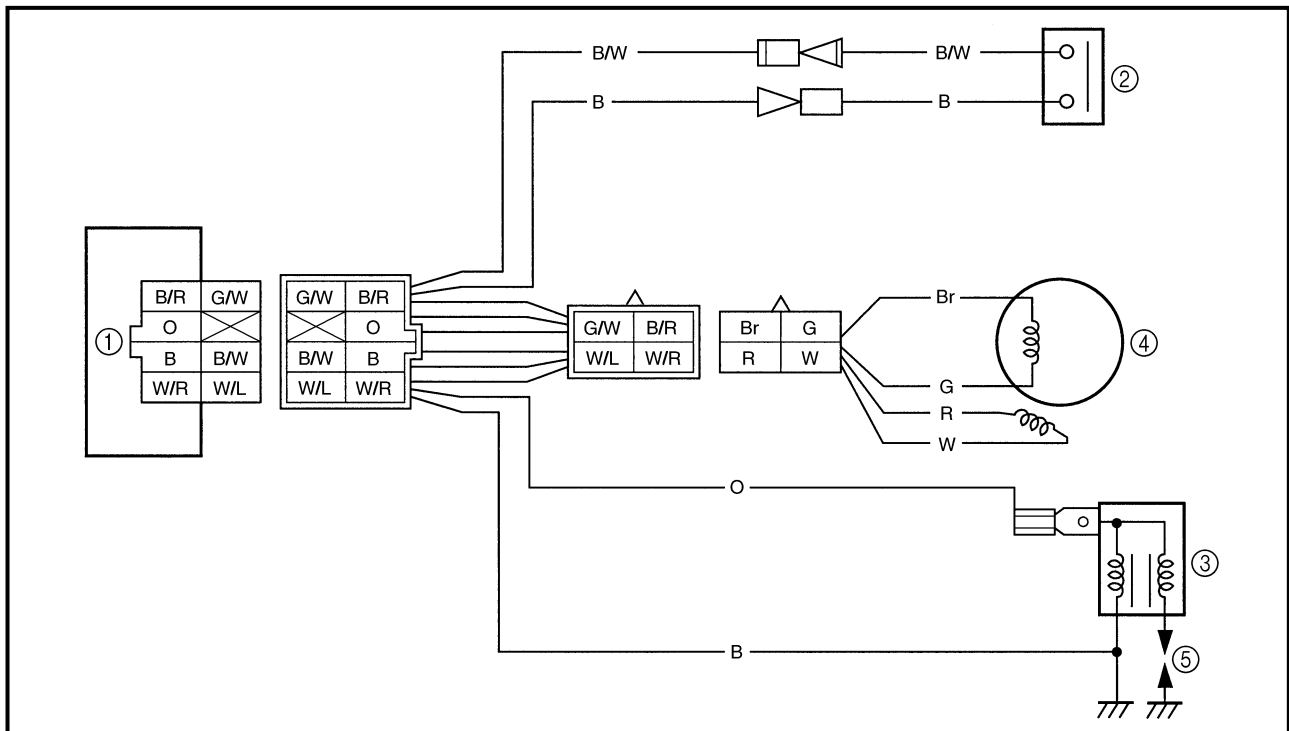 B/W B/W
②
B B
B/R G/W G/W B/R
Br
O O
G/W B/R Br G
① ④
B B/W B/W B
W/L W/R R W
W/R W/L W/L W/R
G
R
W
O
③
B
⑤